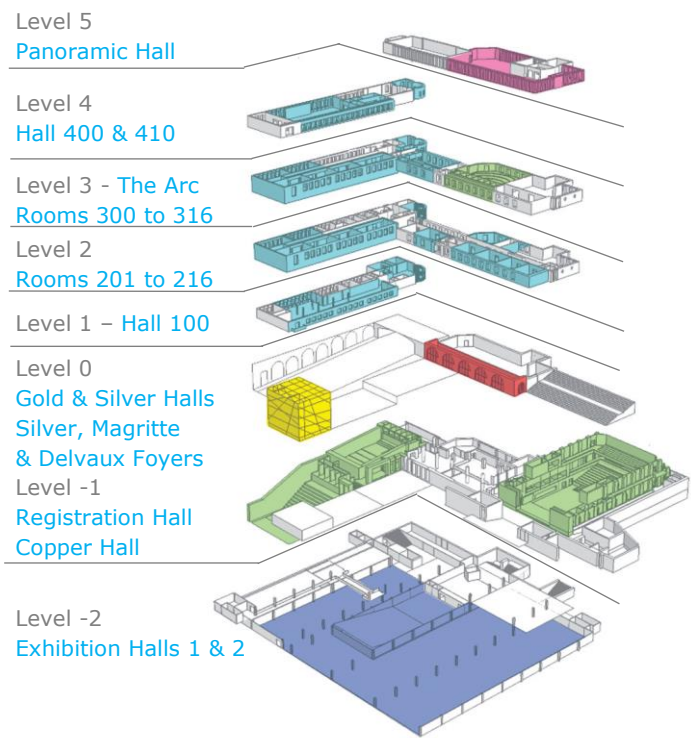 Level 5
Panoramic Hall
Level 4
Hall 400 & 410
Level 3 - The Arc
Rooms 300 to 316
Level 2
Rooms 201 to 216
Level 1 – Hall 100
Level 0
Gold & Silver Halls
Silver, Magritte
& Delvaux Foyers
Level -1
Registration Hall
Copper Hall
Level -2
Exhibition Halls 1 & 2